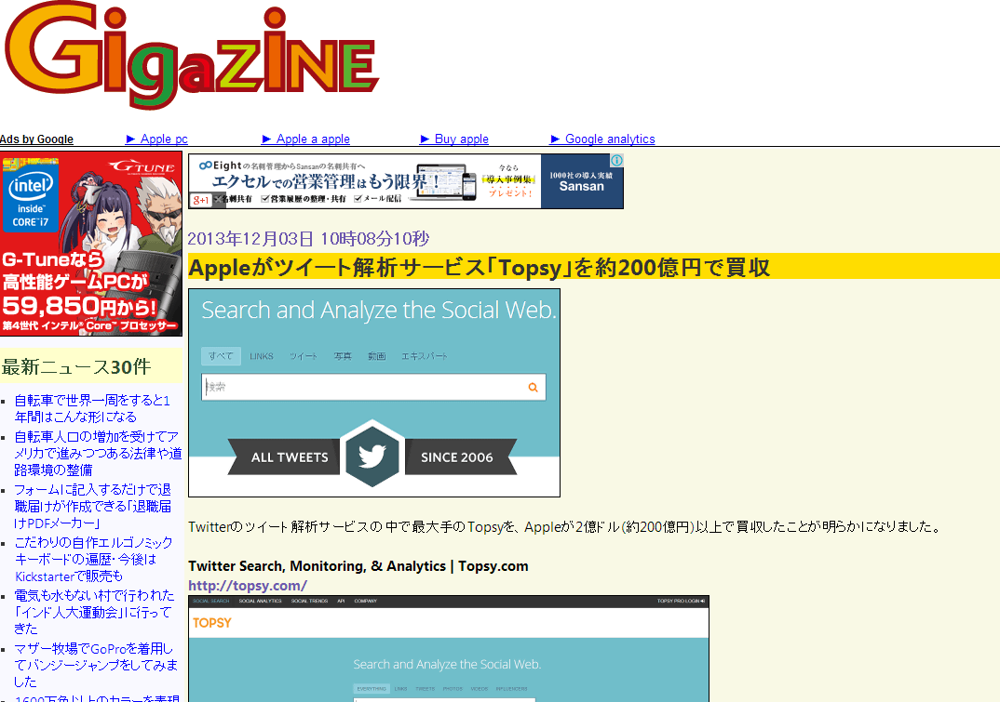 GigaZiNE
Ads by Google
► Apple pc
► Apple a apple
► Buy apple
► Google analytics
intel
inside™
CORE™i7
G-TUNE
G-Tuneなら
高性能ゲームPCが
59,850円から!
第4世代 インテル® Core™ プロセッサー
Eightの名刺管理からSansanの名刺共有へ
エクセルでの営業管理はもう限界!
名刺共有 営業履歴の整理・共有 メール配信
g+1
今なら
「導入事例集」
プレゼント!
1000社の導入実績
Sansan
2013年12月03日 10時08分10秒
Appleがツイート解析サービス「Topsy」を約200億円で買収
Search and Analyze the Social Web.
すべて LINKS ツイート 写真 動画 エキスパート
検索
ALL TWEETS SINCE 2006
Twitterのツイート解析サービスの中で最大手のTopsyを、Appleが2億ドル(約200億円)以上で買収したことが明らかになりました。
Twitter Search, Monitoring, & Analytics | Topsy.com
http://topsy.com/
SOCIAL SEARCH SOCIAL ANALYTICS SOCIAL TRENDS API COMPANY TOPSY PRO LOGIN
TOPSY
Search and Analyze the Social Web.
EVERYTHING LINKS TWEETS PHOTOS VIDEOS INFLUENCERS
最新ニュース30件
自転車で世界一周をすると1
年間はこんな形になる
自転車人口の増加を受けてア
メリカで進みつつある法律や道
路環境の整備
フォームに記入するだけで退
職届けが作成できる「退職届
けPDFメーカー」
こだわりの自作エルゴノミック
キーボードの遍歴・今後は
Kickstarterで販売も
電気も水もない村で行われた
「インド人大運動会」に行って
きた
マザー牧場でGoProを着用し
てバンジージャンプをしてみま
した
1600万色以上のカラーを表現